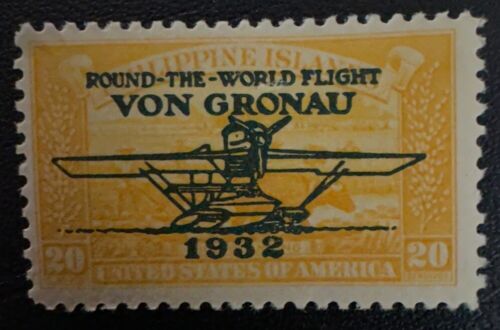 PHILIPPINE ISLANDS
ROUND-THE-WORLD FLIGHT
VON GRONAU
1932
20 20
UNITED STATES OF AMERICA